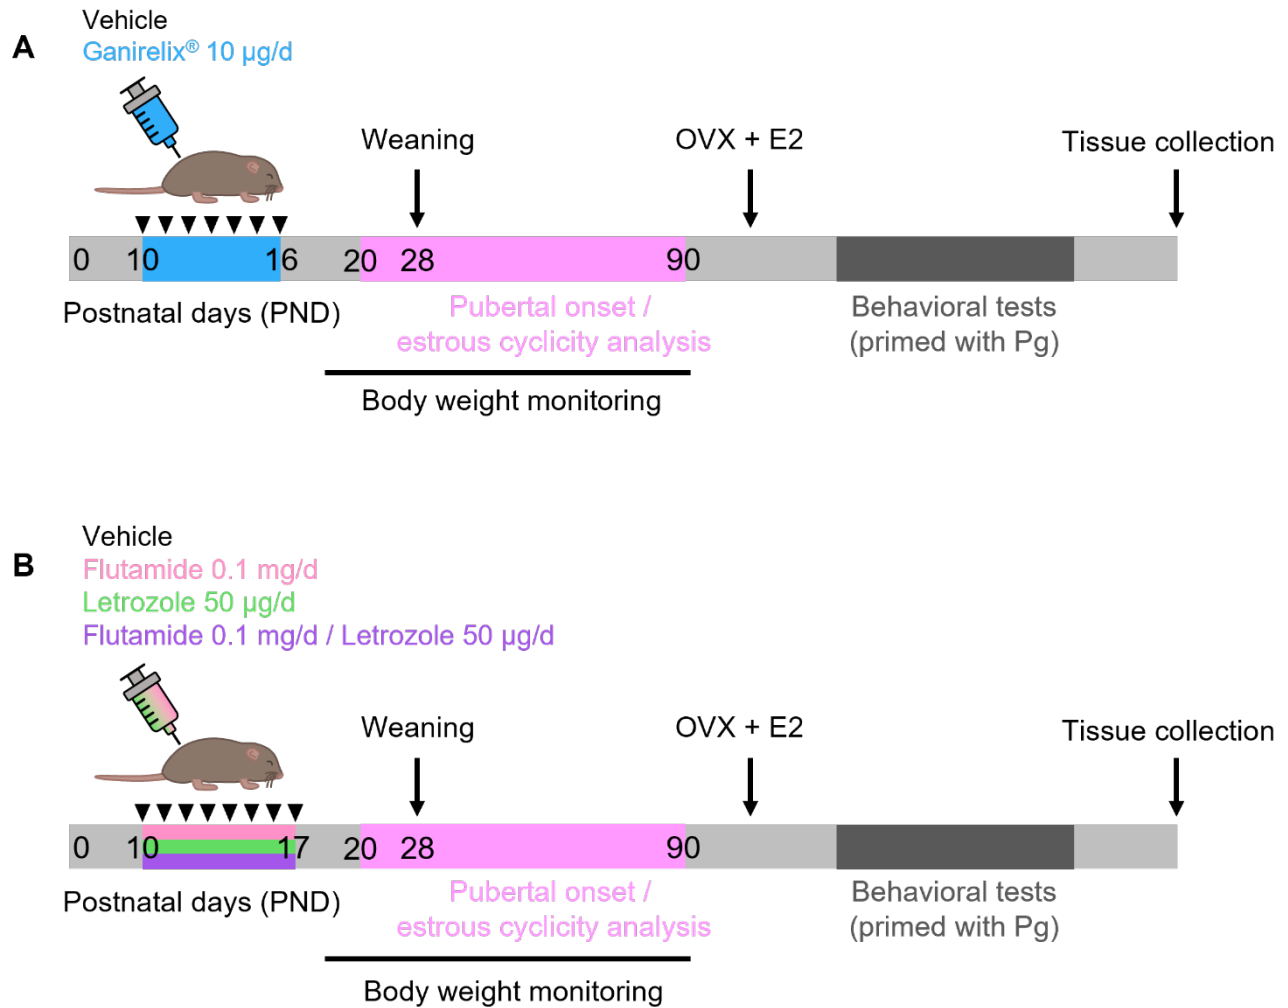 A
Vehicle
Ganirelix® 10 µg/d
Weaning
OVX + E2
Tissue collection
0 10 16 20 28 90
Postnatal days (PND)
Pubertal onset /
estrous cyclicity analysis
Behavioral tests
(primed with Pg)
Body weight monitoring
B
Vehicle
Flutamide 0.1 mg/d
Letrozole 50 µg/d
Flutamide 0.1 mg/d / Letrozole 50 µg/d
Weaning
OVX + E2
Tissue collection
0 10 17 20 28 90
Postnatal days (PND)
Pubertal onset /
estrous cyclicity analysis
Behavioral tests
(primed with Pg)
Body weight monitoring